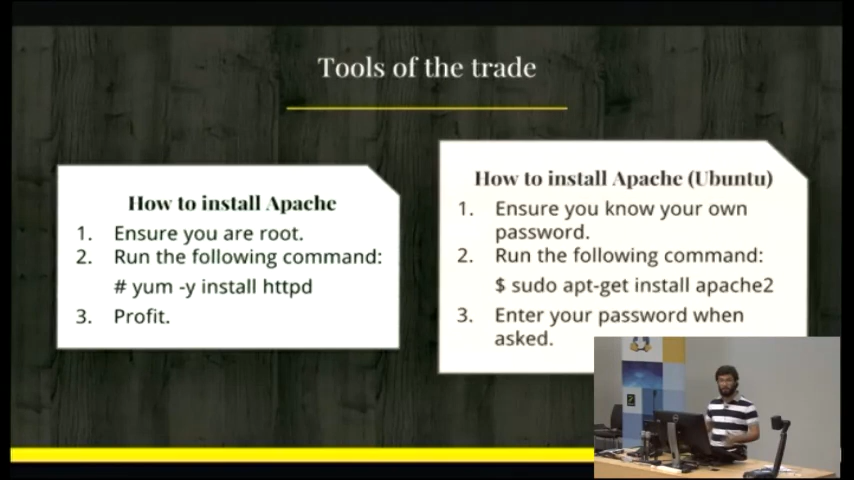 Tools of the trade
How to install Apache
1. Ensure you are root.
2. Run the following command:
# yum -y install httpd
3. Profit.
How to install Apache (Ubuntu)
1. Ensure you know your own
password.
2. Run the following command:
$ sudo apt-get install apache2
3. Enter your password when
asked.